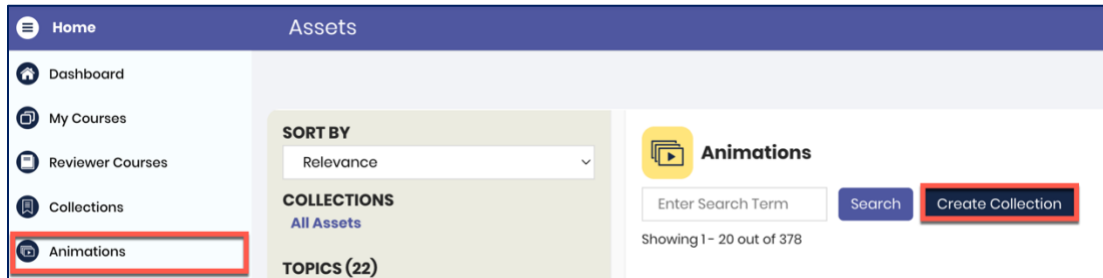 Home
Assets
Dashboard
My Courses
Reviewer Courses
Collections
Animations
SORT BY
Relevance
COLLECTIONS
All Assets
TOPICS (22)
Animations
Enter Search Term
Search
Create Collection
Showing 1 - 20 out of 378